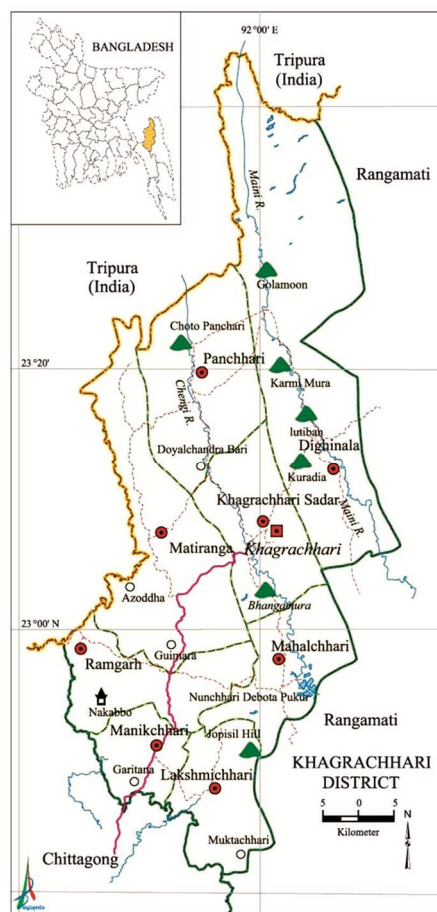 92°00' E
BANGLADESH
Tripura
(India)
Maini R.
Rangamati
Golamoon
Tripura
(India)
Choto Panchari
23°20'
Panchhari
Karmi Mura
Chengi R.
lutiban
Dighinala
Doyalchandra Bari
Kuradia
Khagrachhari Sadar
Maini R.
Matiranga
Khagrachhari
Azoddha
Bhangamura
23°00' N
Guimara
Mahalchhari
Ramgarh
Nunchhari Debota Pukur
Nakabbo
Rangamati
Manikchhari
Jopisil Hill
KHAGRACHHARI
DISTRICT
Garitana
Lakshmichhari
5 0 5
N
Kilometer
Muktachhari
Chittagong